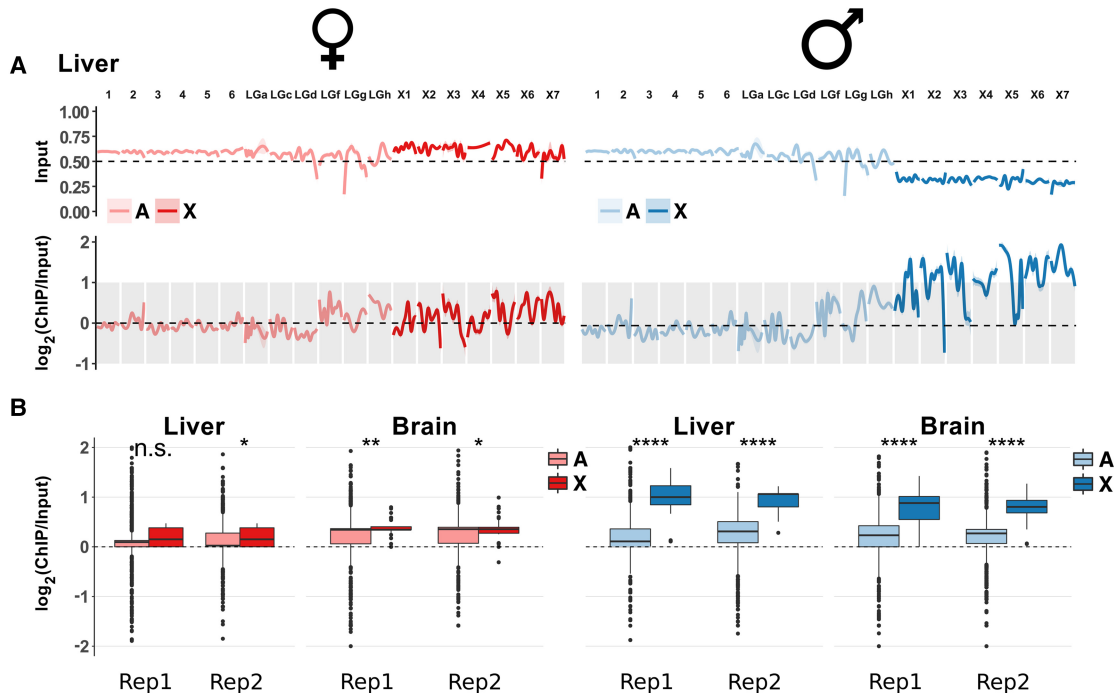 A Liver
1 2 3 4 5 6 LGa LGc LGd LGf LGg LGh X1 X2 X3 X4 X5 X6 X7
1 2 3 4 5 6 LGa LGc LGd LGf LGg LGh X1 X2 X3 X4 X5 X6 X7
Input
1.00
0.75
0.50
0.25
0.00
A X
A X
log2(ChIP/Input)
2
1
0
-1
B
Liver Brain Liver Brain
n.s. * ** * **** **** **** ****
A
X
A
X
log2(ChIP/Input)
2
1
0
-1
-2
Rep1 Rep2 Rep1 Rep2 Rep1 Rep2 Rep1 Rep2